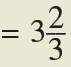 = 3 2/3